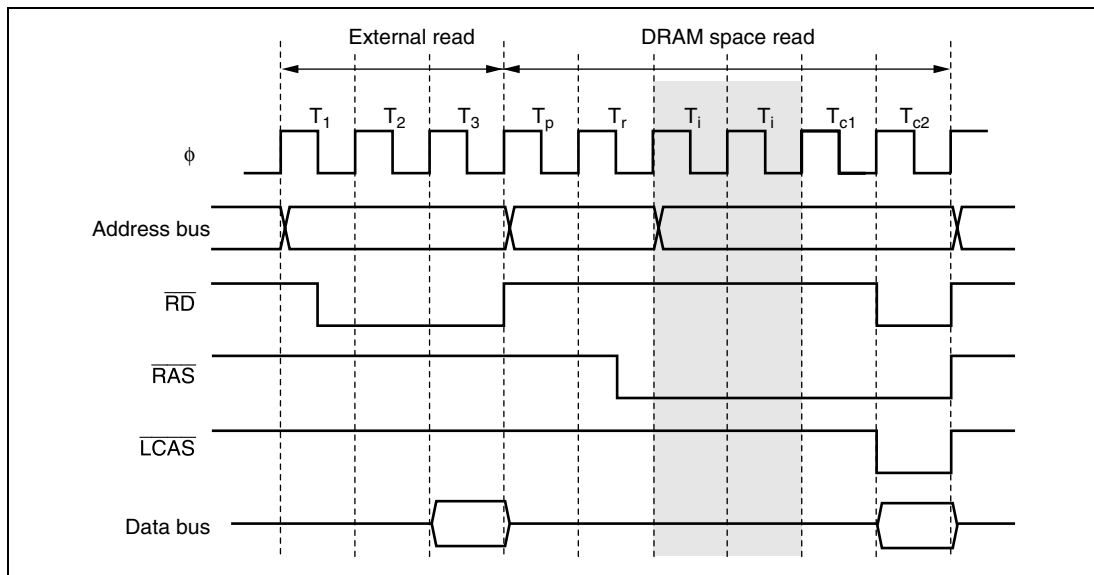 External read DRAM space read
T1 T2 T3 Tp Tr Ti Ti Tc1 Tc2
ϕ
Address bus
RD
RAS
LCAS
Data bus